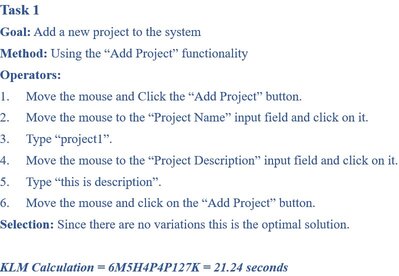 Task 1
Goal: Add a new project to the system
Method: Using the “Add Project” functionality
Operators:
1. Move the mouse and Click the “Add Project” button.
2. Move the mouse to the “Project Name” input field and click on it.
3. Type “project1”.
4. Move the mouse to the “Project Description” input field and click on it.
5. Type “this is description”.
6. Move the mouse and click on the “Add Project” button.
Selection: Since there are no variations this is the optimal solution.
KLM Calculation = 6M5H4P4P127K = 21.24 seconds